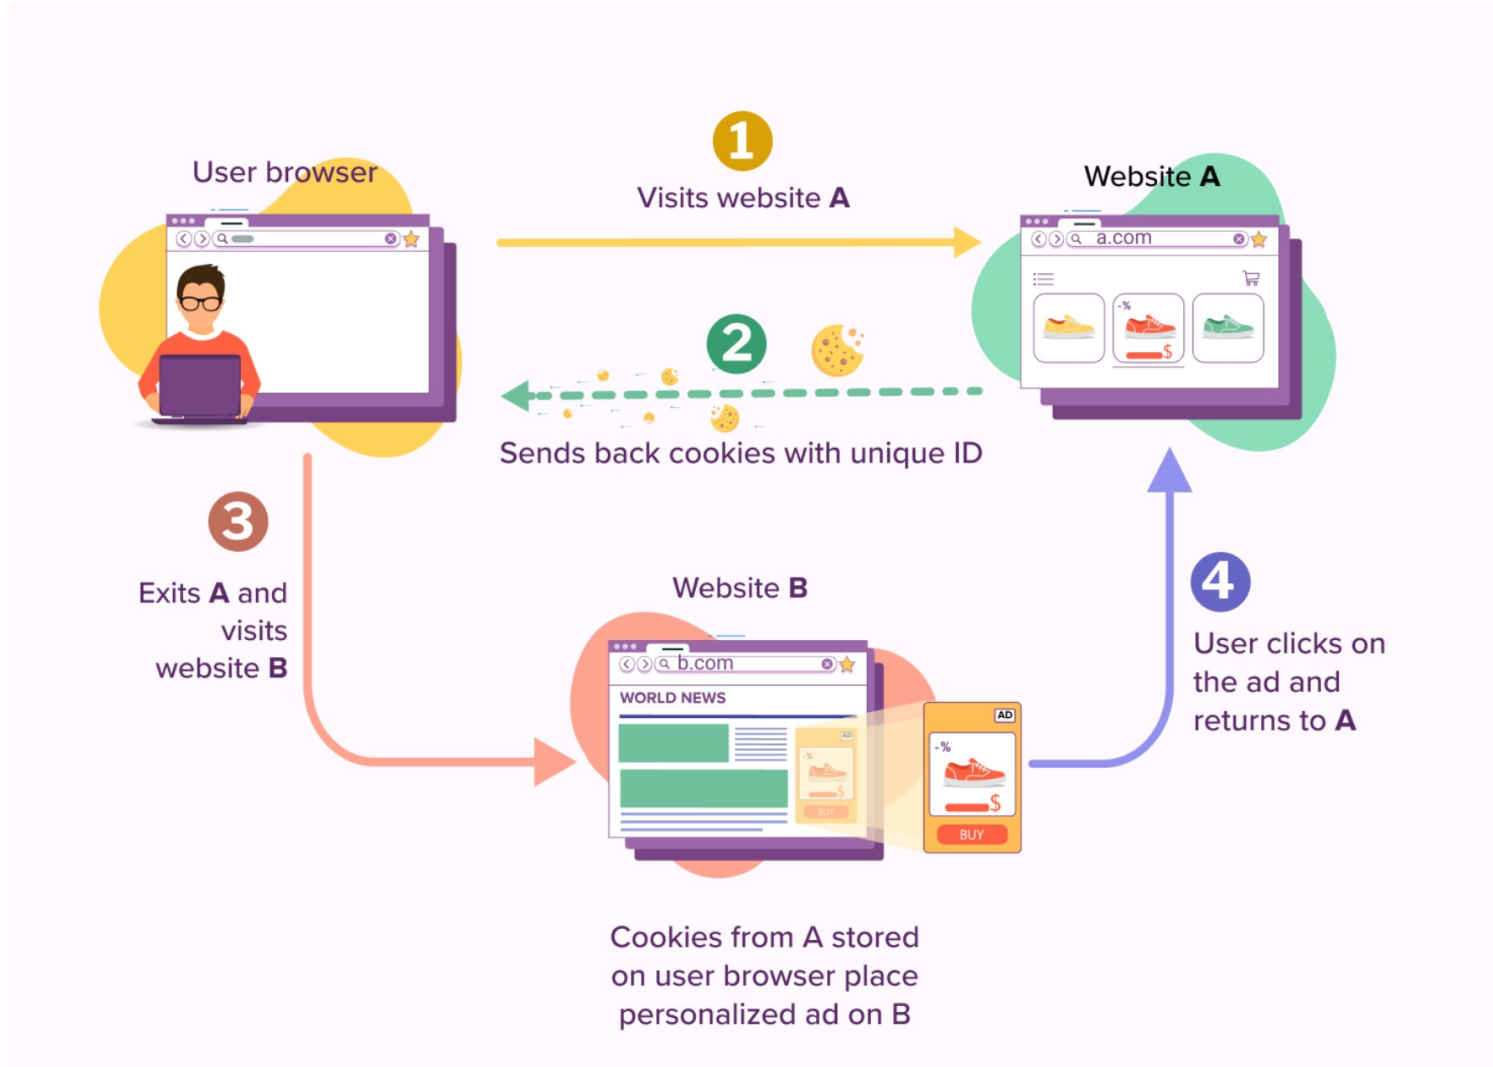 1
User browser
Visits website A
Website A
a.com
-%
$
2
Sends back cookies with unique ID
3
Exits A and
visits
website B
Website B
b.com
WORLD NEWS
AD
-%
$
BUY
AD
-%
$
BUY
4
User clicks on
the ad and
returns to A
Cookies from A stored
on user browser place
personalized ad on B